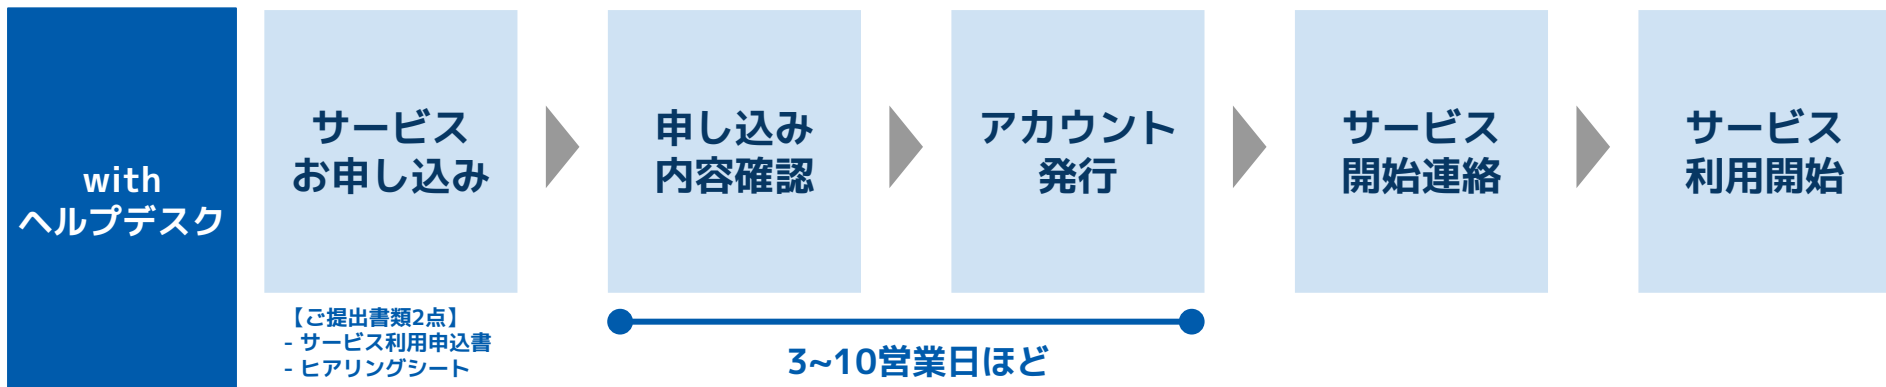 with
ヘルプデスク
サービス
お申し込み
申し込み
内容確認
アカウント
発行
サービス
開始連絡
サービス
利用開始
【ご提出書類2点】
- サービス利用申込書
- ヒアリングシート
3~10営業日ほど